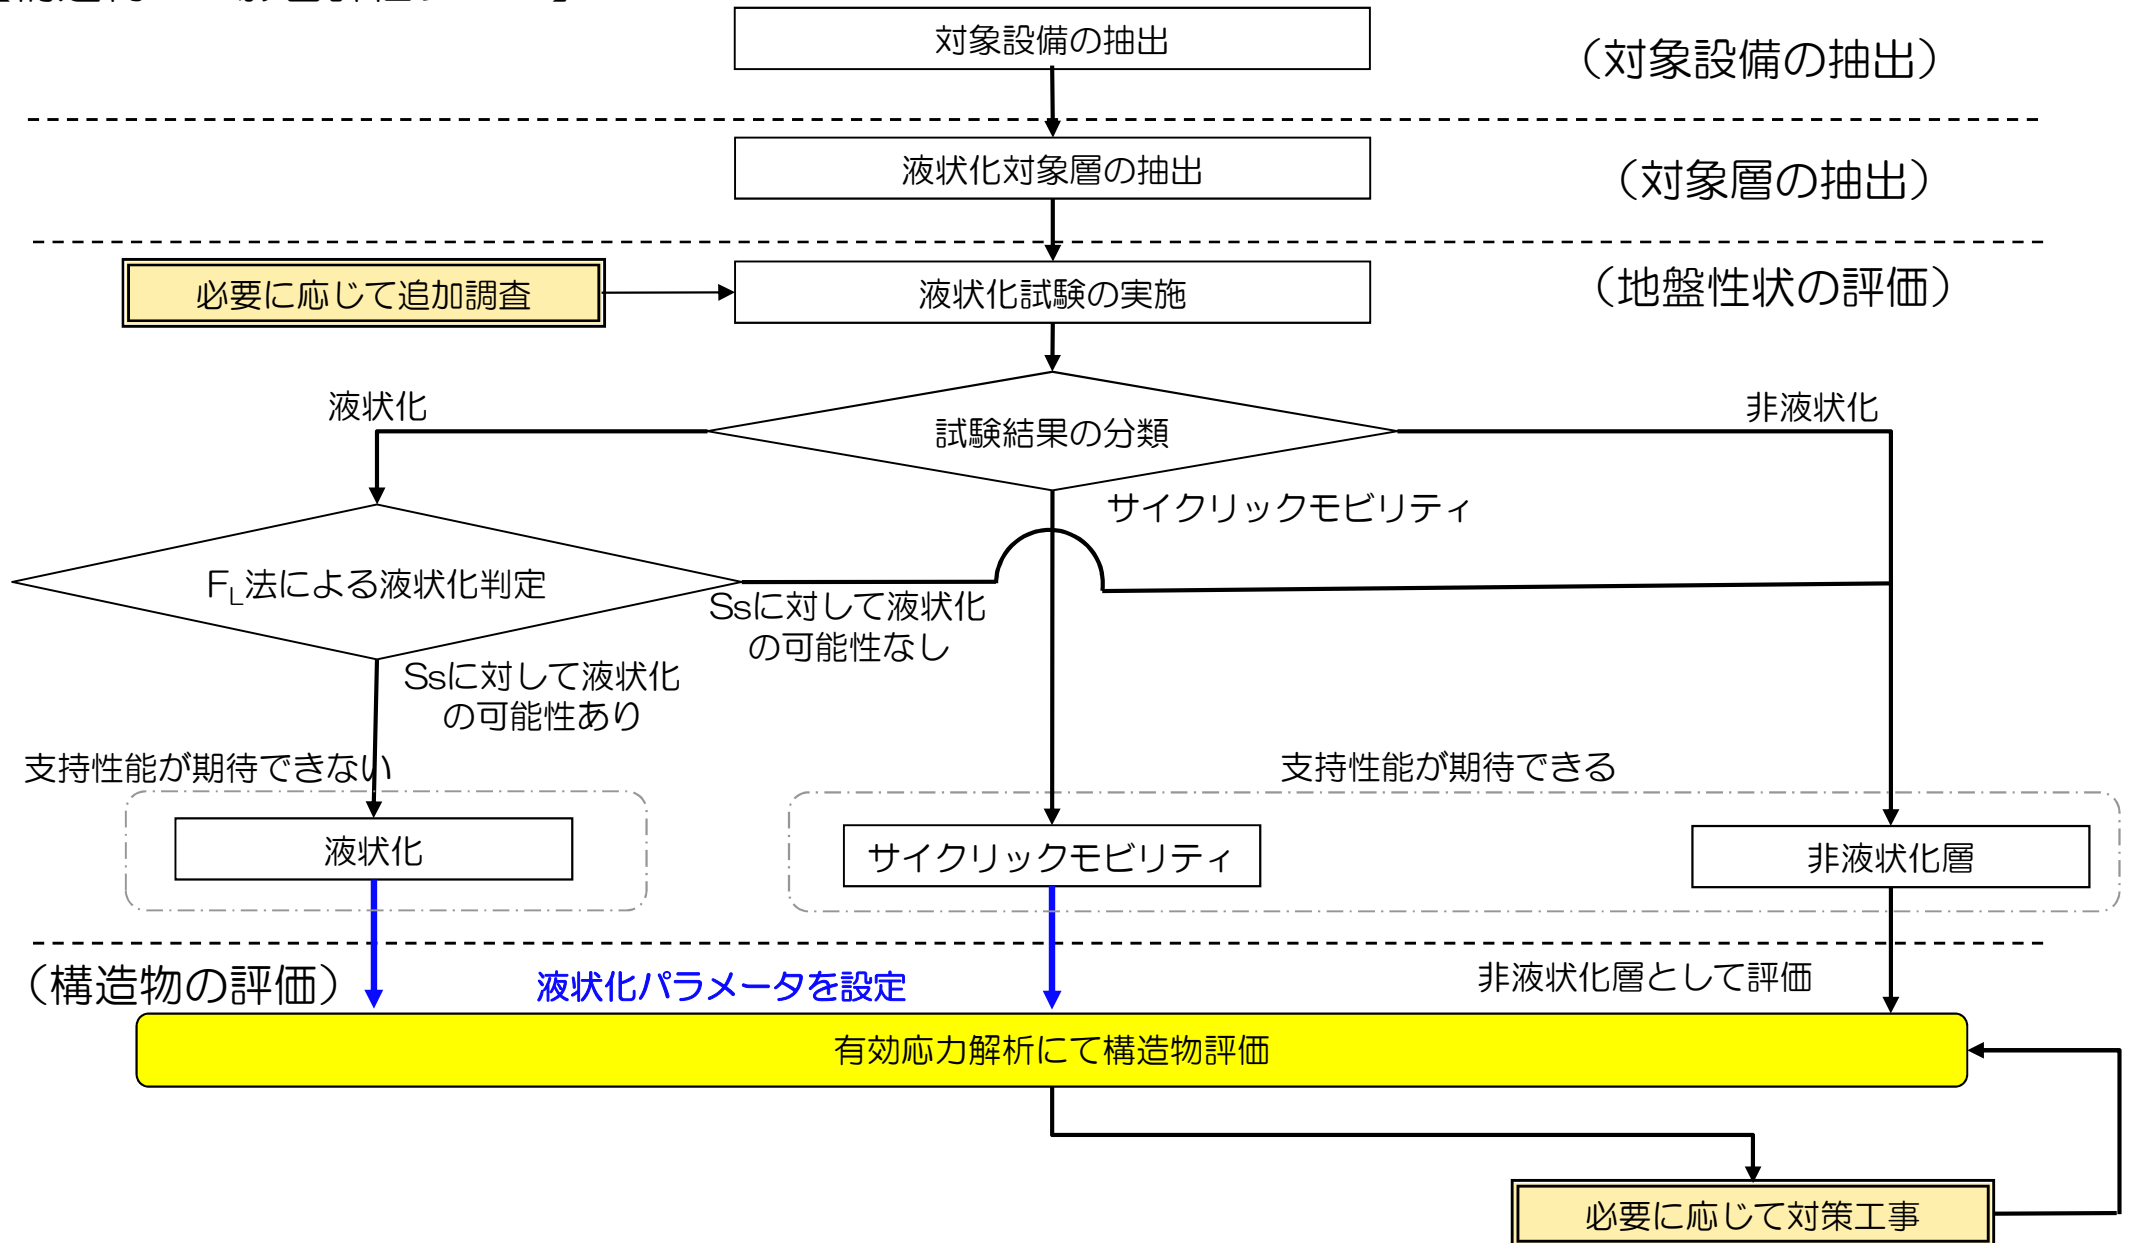 対象設備の抽出
（対象設備の抽出）
液状化対象層の抽出
（対象層の抽出）
必要に応じて追加調査
液状化試験の実施
（地盤性状の評価）
液状化
試験結果の分類
非液状化
サイクリックモビリティ
FL法による液状化判定
Ssに対して液状化
の可能性なし
Ssに対して液状化
の可能性あり
支持性能が期待できない
支持性能が期待できる
液状化
サイクリックモビリティ
非液状化層
（構造物の評価）
液状化パラメータを設定
非液状化層として評価
有効応力解析にて構造物評価
必要に応じて対策工事